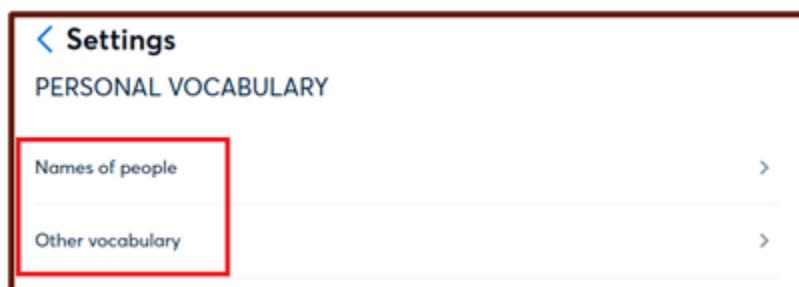 Settings
PERSONAL VOCABULARY
Names of people
Other vocabulary